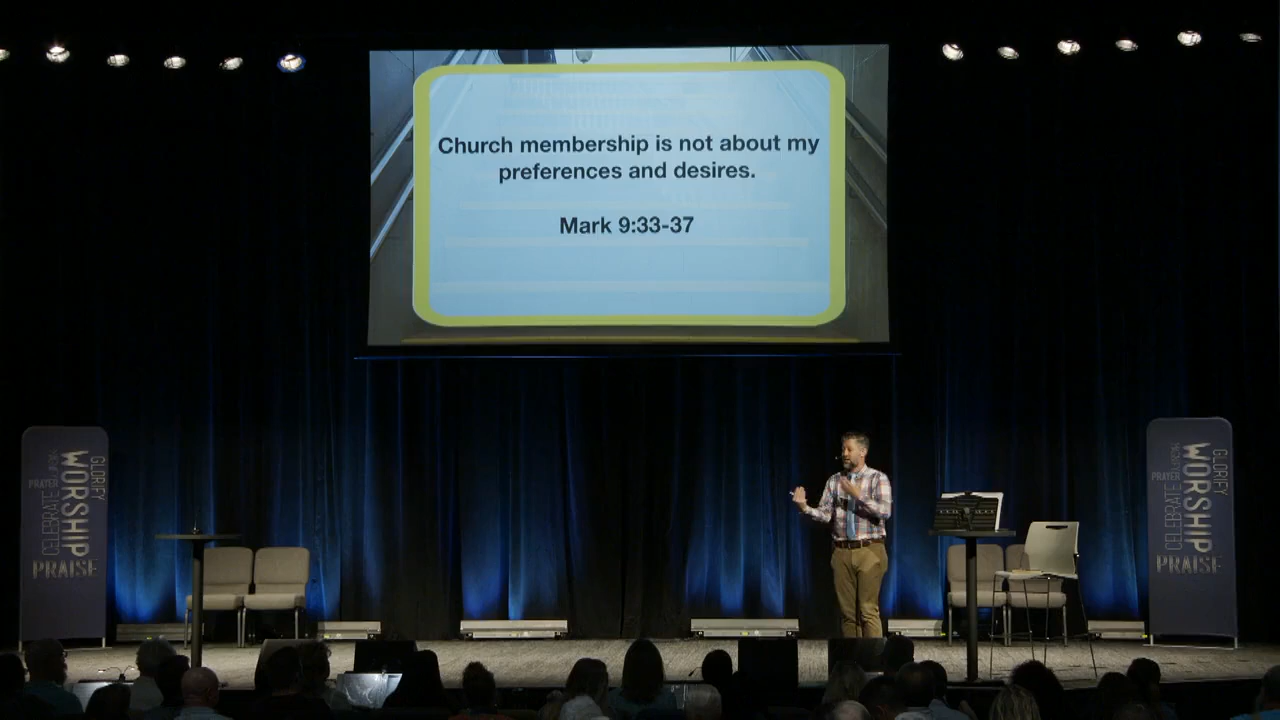 Church membership is not about my
preferences and desires.
Mark 9:33-37
GLORIFY
WORSHIP
PRAYER
CELEBRATE
PRAISE
GLORIFY
WORSHIP
PRAYER
CELEBRATE
PRAISE